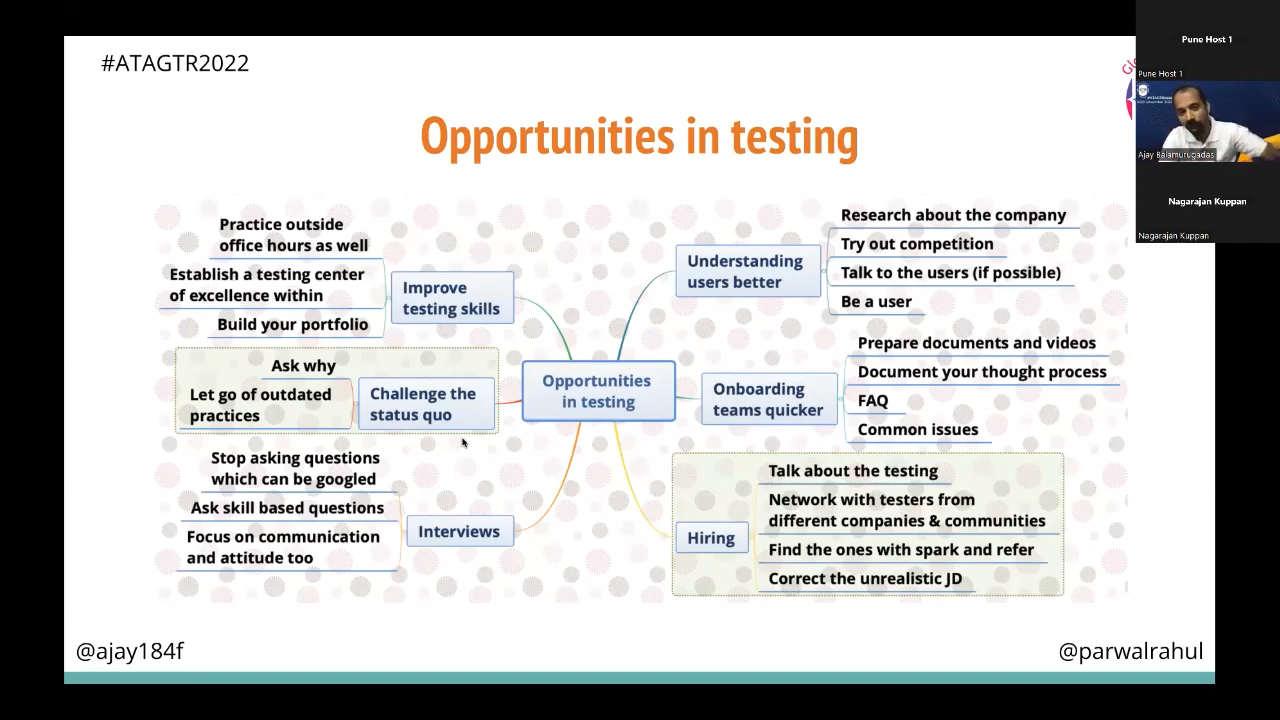 #ATAGTR2022
Opportunities in testing
Practice outside
office hours as well
Establish a testing center
of excellence within
Build your portfolio
Improve
testing skills
Ask why
Let go of outdated
practices
Challenge the
status quo
Stop asking questions
which can be googled
Ask skill based questions
Focus on communication
and attitude too
Interviews
Opportunities
in testing
Understanding
users better
Research about the company
Try out competition
Talk to the users (if possible)
Be a user
Onboarding
teams quicker
Prepare documents and videos
Document your thought process
FAQ
Common issues
Hiring
Talk about the testing
Network with testers from
different companies & communities
Find the ones with spark and refer
Correct the unrealistic JD
@ajay184f
@parwalrahul
Pune Host 1
Pune Host 1
Ajay Balamurugadas
Nagarajan Kuppan
Nagarajan Kuppan